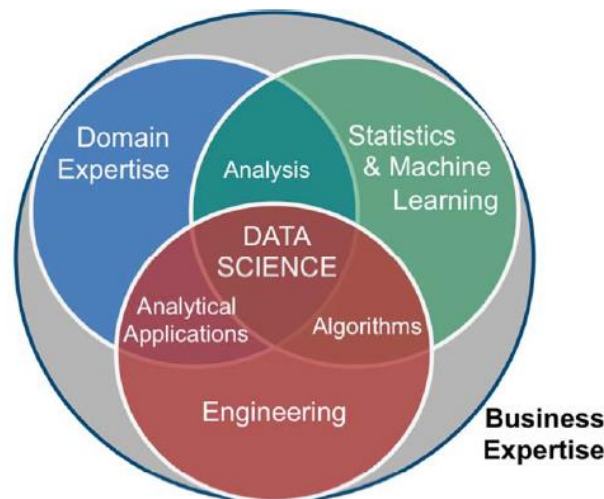 Domain
Expertise
Statistics
& Machine
Learning
Analysis
DATA
SCIENCE
Analytical
Applications
Algorithms
Engineering
Business
Expertise